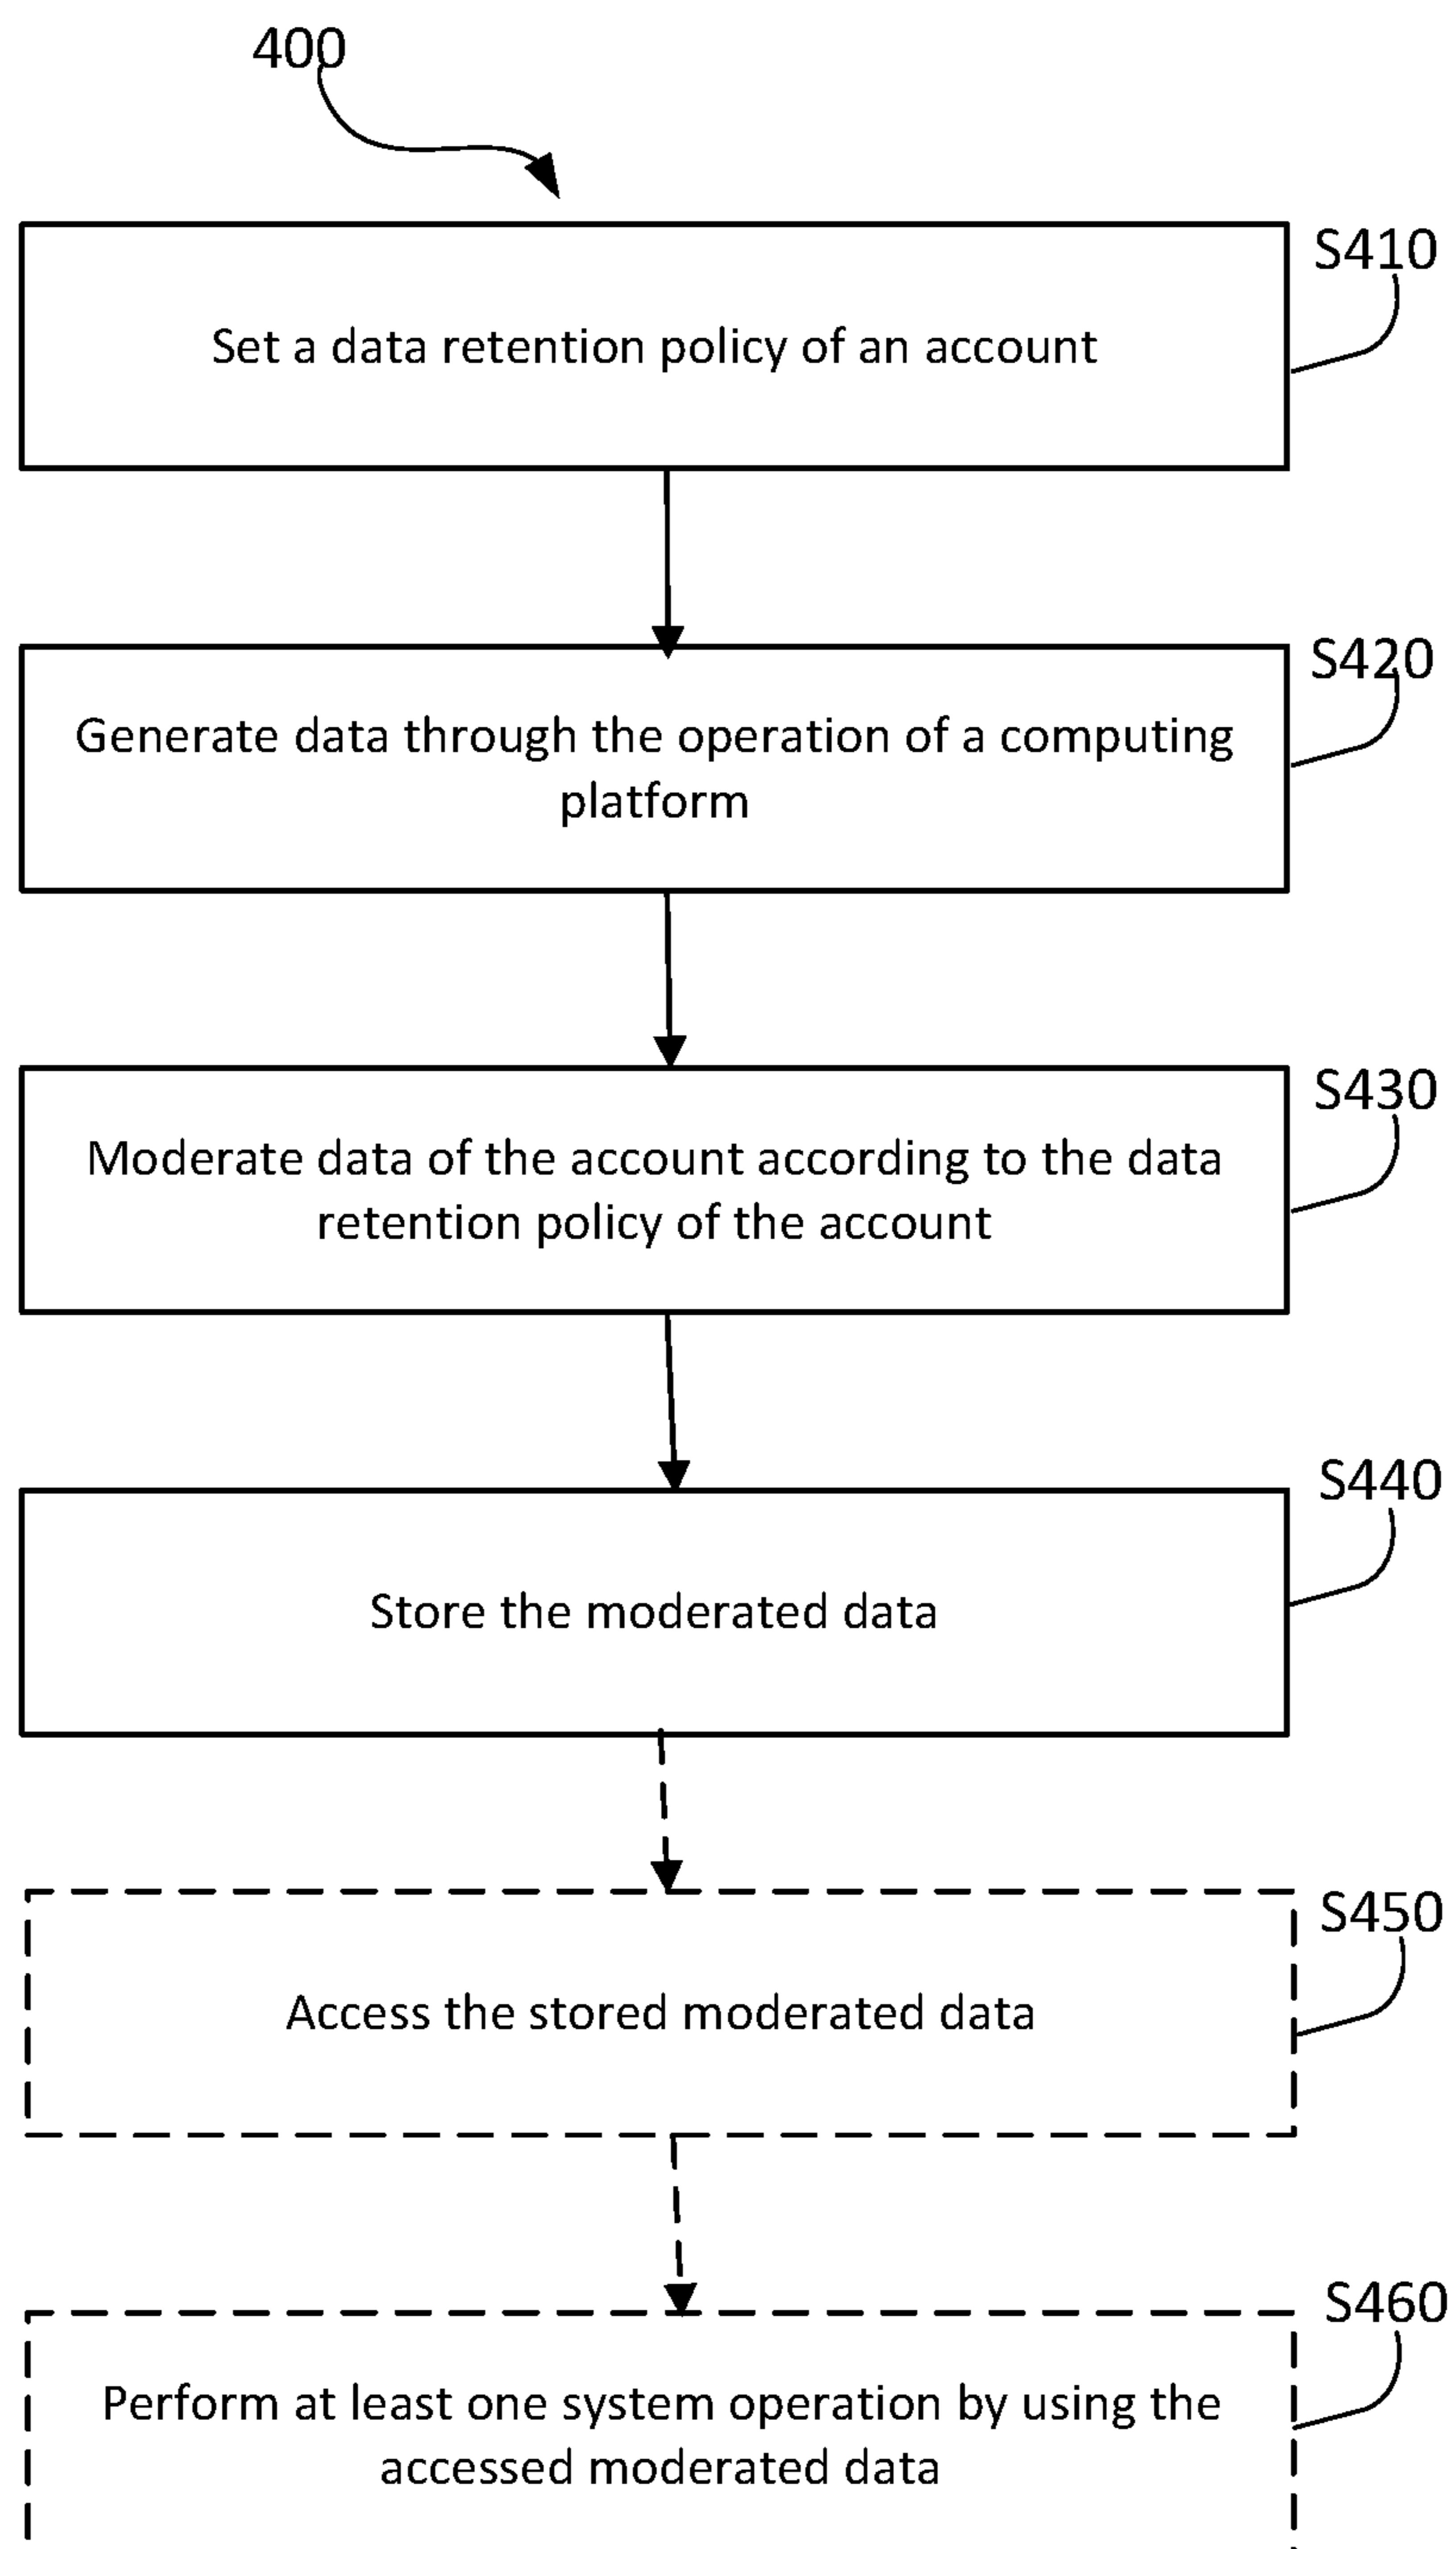 400
S410
Set a data retention policy of an account
S420
Generate data through the operation of a computing
platform
S430
Moderate data of the account according to the data
retention policy of the account
S440
Store the moderated data
S450
Access the stored moderated data
S460
Perform at least one system operation by using the
accessed moderated data